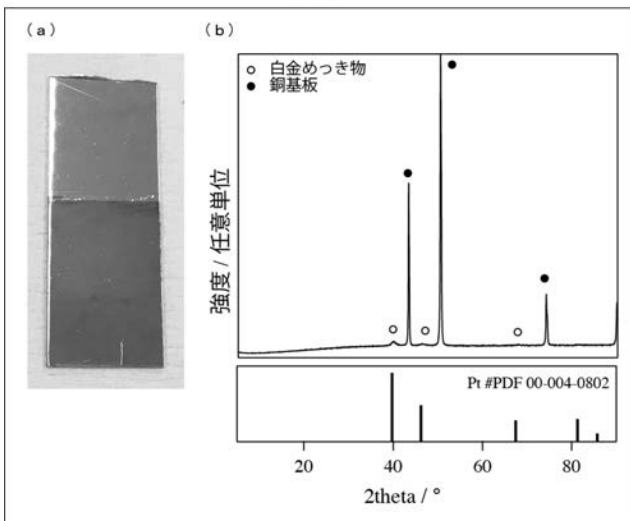 （a）
（b）
○ 白金めっき物
● 銅基板
強度 / 任意単位
Pt #PDF 00-004-0802
20 40 60 80
2theta / °